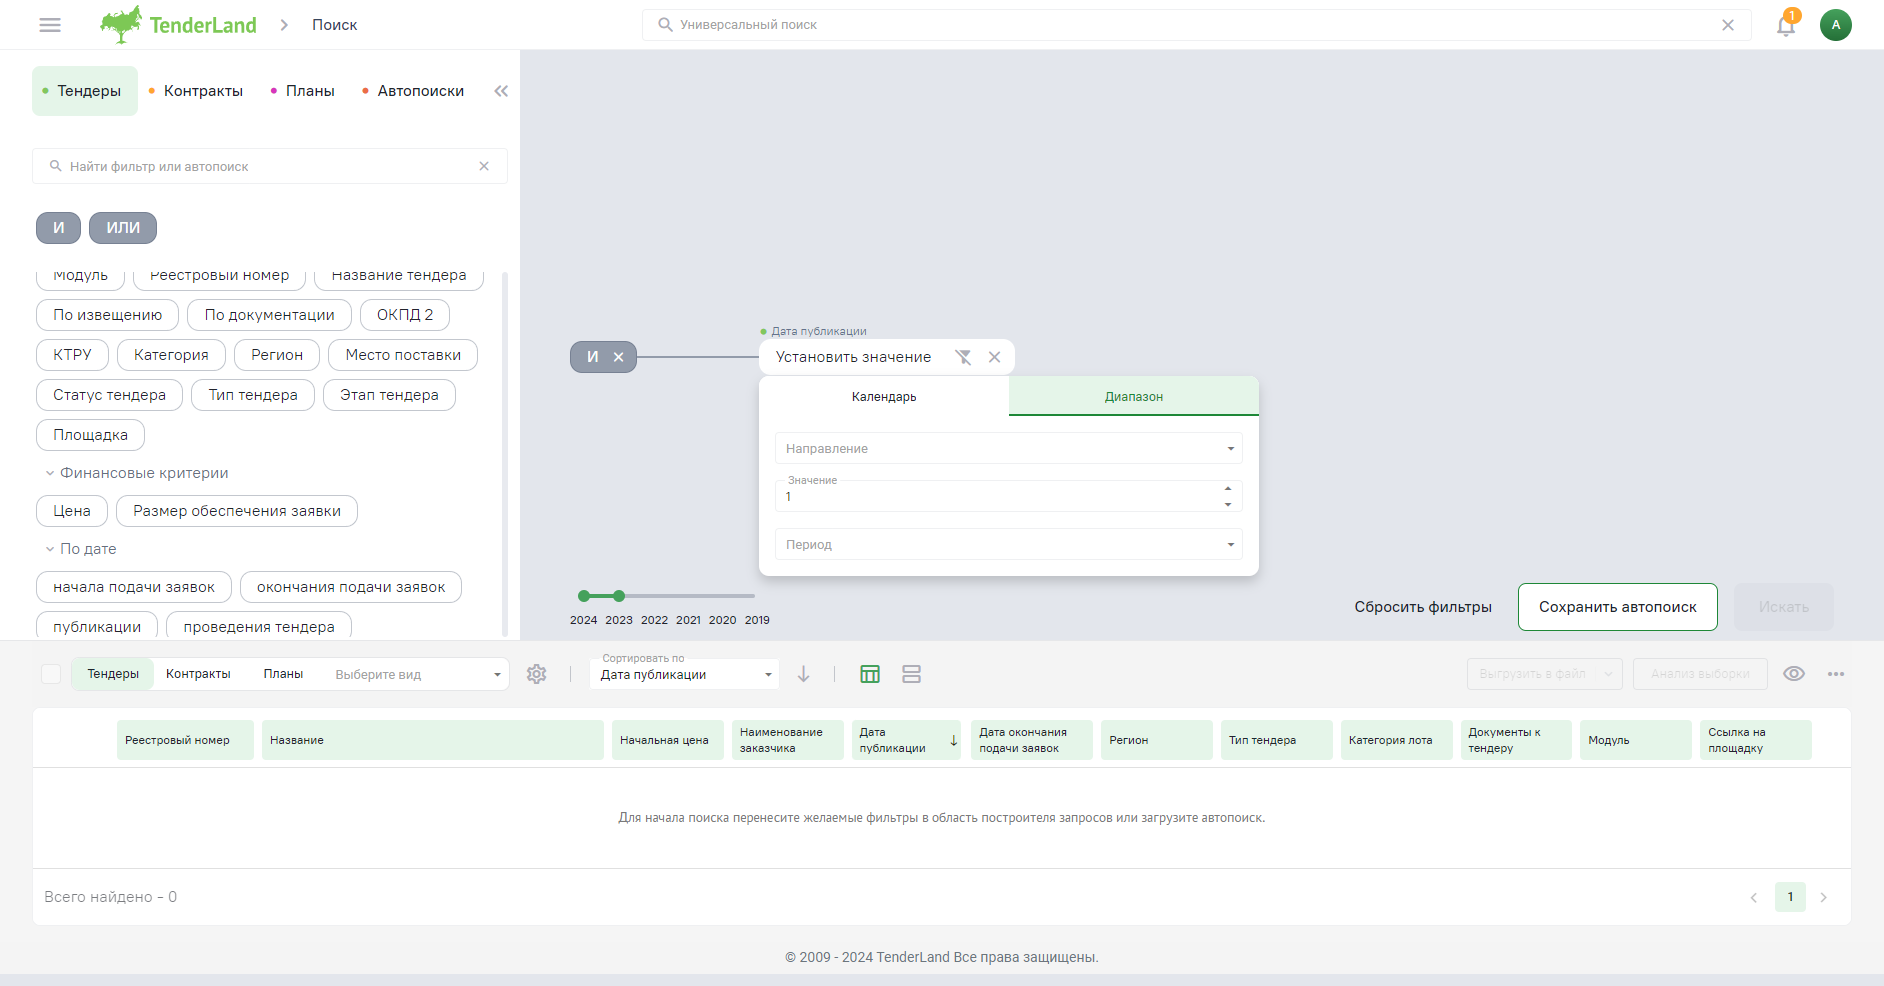 TenderLand
Поиск
Универсальный поиск
1
A
Тендеры
Контракты
Планы
Автопоиски
Найти фильтр или автопоиск
И
ИЛИ
Модуль
Реестровый номер
Название тендера
По извещению
По документации
ОКПД 2
КТРУ
Категория
Регион
Место поставки
Статус тендера
Тип тендера
Этап тендера
Площадка
Финансовые критерии
Цена
Размер обеспечения заявки
По дате
начала подачи заявок
окончания подачи заявок
публикации
проведения тендера
И
Дата публикации
Установить значение
Календарь
Диапазон
Направление
Значение
1
Период
2024 2023 2022 2021 2020 2019
Сбросить фильтры
Сохранить автопоиск
Искать
Тендеры
Контракты
Планы
Выберите вид
Сортировать по
Дата публикации
Выгрузить в файл
Анализ выборки
Реестровый номер
Название
Начальная цена
Наименование
заказчика
Дата
публикации
Дата окончания
подачи заявок
Регион
Тип тендера
Категория лота
Документы к
тендеру
Модуль
Ссылка на
площадку
Для начала поиска перенесите желаемые фильтры в область построителя запросов или загрузите автопоиск.
Всего найдено - 0
1
© 2009 - 2024 TenderLand Все права защищены.